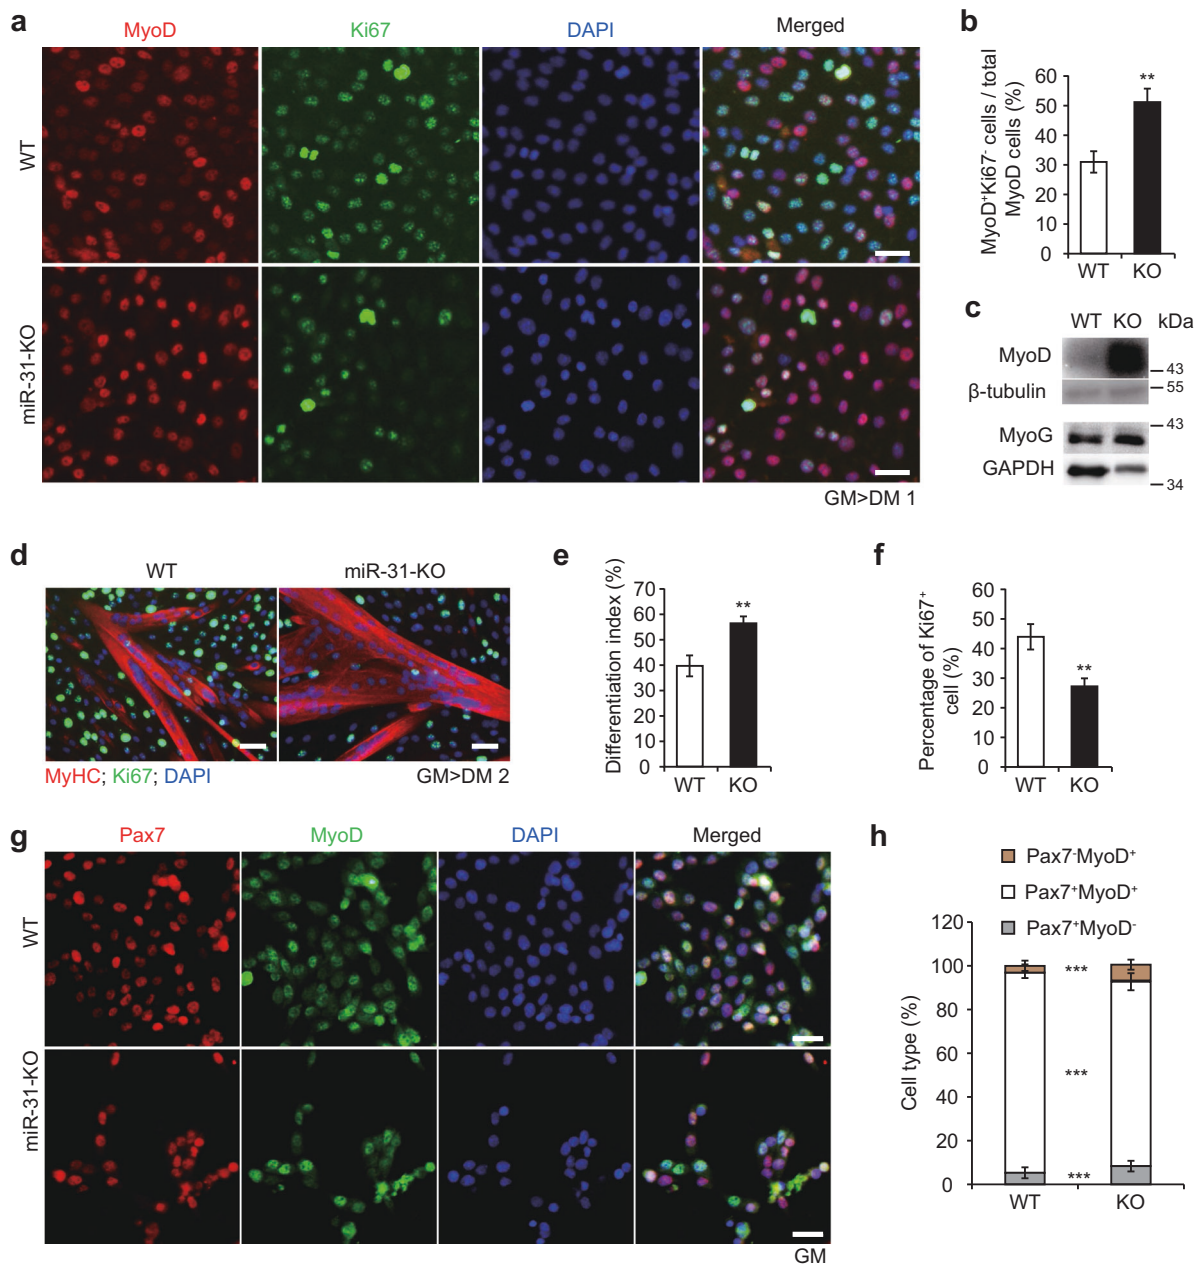 a
MyoD
Ki67
DAPI
Merged
WT
miR-31-KO
GM>DM 1
b
MyoD⁺Ki67⁻ cells / total
MyoD cells (%)
60
50
40
30
20
10
0
**
WT
KO
c
WT KO kDa
MyoD
43
β-tubulin
55
MyoG
43
GAPDH
34
d
WT
miR-31-KO
MyHC; Ki67; DAPI
GM>DM 2
e
Differentiation index (%)
70
60
50
40
30
20
10
0
**
WT
KO
f
Percentage of Ki67⁺
cell (%)
60
50
40
30
20
10
0
**
WT
KO
g
Pax7
MyoD
DAPI
Merged
WT
miR-31-KO
GM
h
Pax7⁻MyoD⁺
Pax7⁺MyoD⁺
Pax7⁺MyoD⁻
Cell type (%)
120
100
80
60
40
20
0
***
***
***
WT
KO